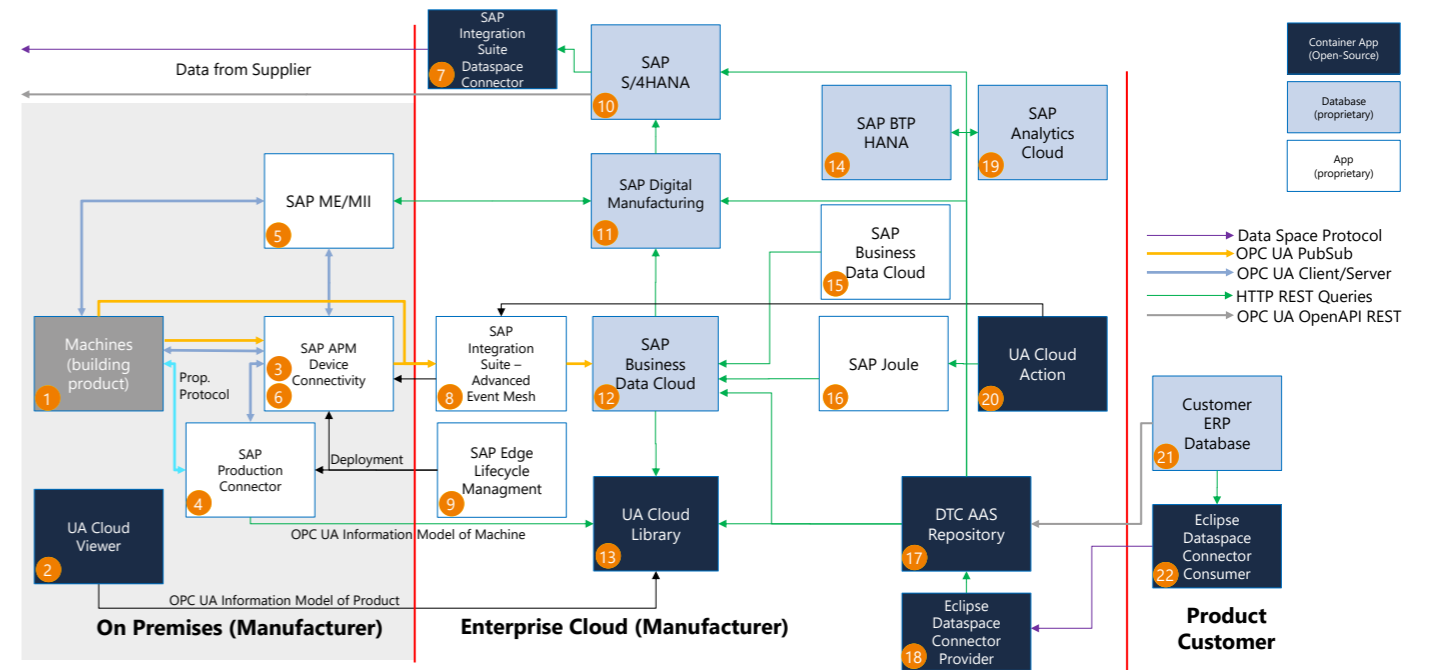 SAP
Integration
Suite
Dataspace
Connector
7
Data from Supplier
SAP
S/4HANA
10
SAP BTP
HANA
14
SAP
Analytics
Cloud
19
Container App
(Open-Source)
Database
(proprietary)
App
(proprietary)
SAP ME/MII
5
SAP Digital
Manufacturing
11
SAP
Business
Data Cloud
15
Data Space Protocol
OPC UA PubSub
OPC UA Client/Server
HTTP REST Queries
OPC UA OpenAPI REST
Machines
(building
product)
1
Prop.
Protocol
SAP APM
Device
Connectivity
3
6
SAP
Integration
Suite –
Advanced
Event Mesh
8
SAP
Business
Data Cloud
12
SAP Joule
16
UA Cloud
Action
20
Customer
ERP
Database
21
SAP
Production
Connector
4
Deployment
SAP Edge
Lifecycle
Managment
9
UA Cloud
Viewer
2
OPC UA Information Model of Machine
UA Cloud
Library
13
DTC AAS
Repository
17
Eclipse
Dataspace
Connector
Consumer
22
OPC UA Information Model of Product
On Premises (Manufacturer)
Enterprise Cloud (Manufacturer)
Eclipse
Dataspace
Connector
Provider
18
Product
Customer